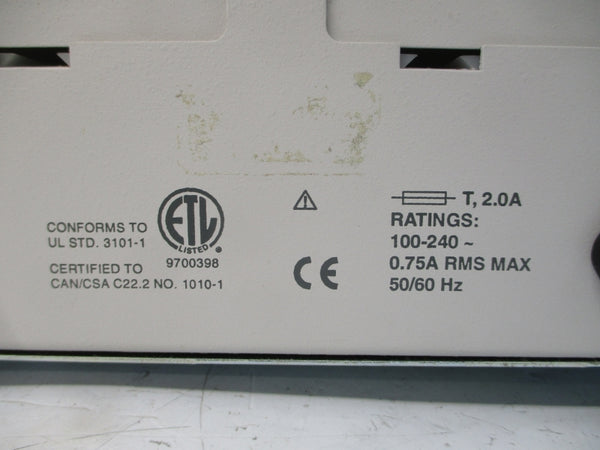 CONFORMS TO
UL STD. 3101-1
CERTIFIED TO
CAN/CSA C22.2 NO. 1010-1
ETL
LISTED
®
9700398
CE
T, 2.0A
RATINGS:
100-240 ~
0.75A RMS MAX
50/60 Hz